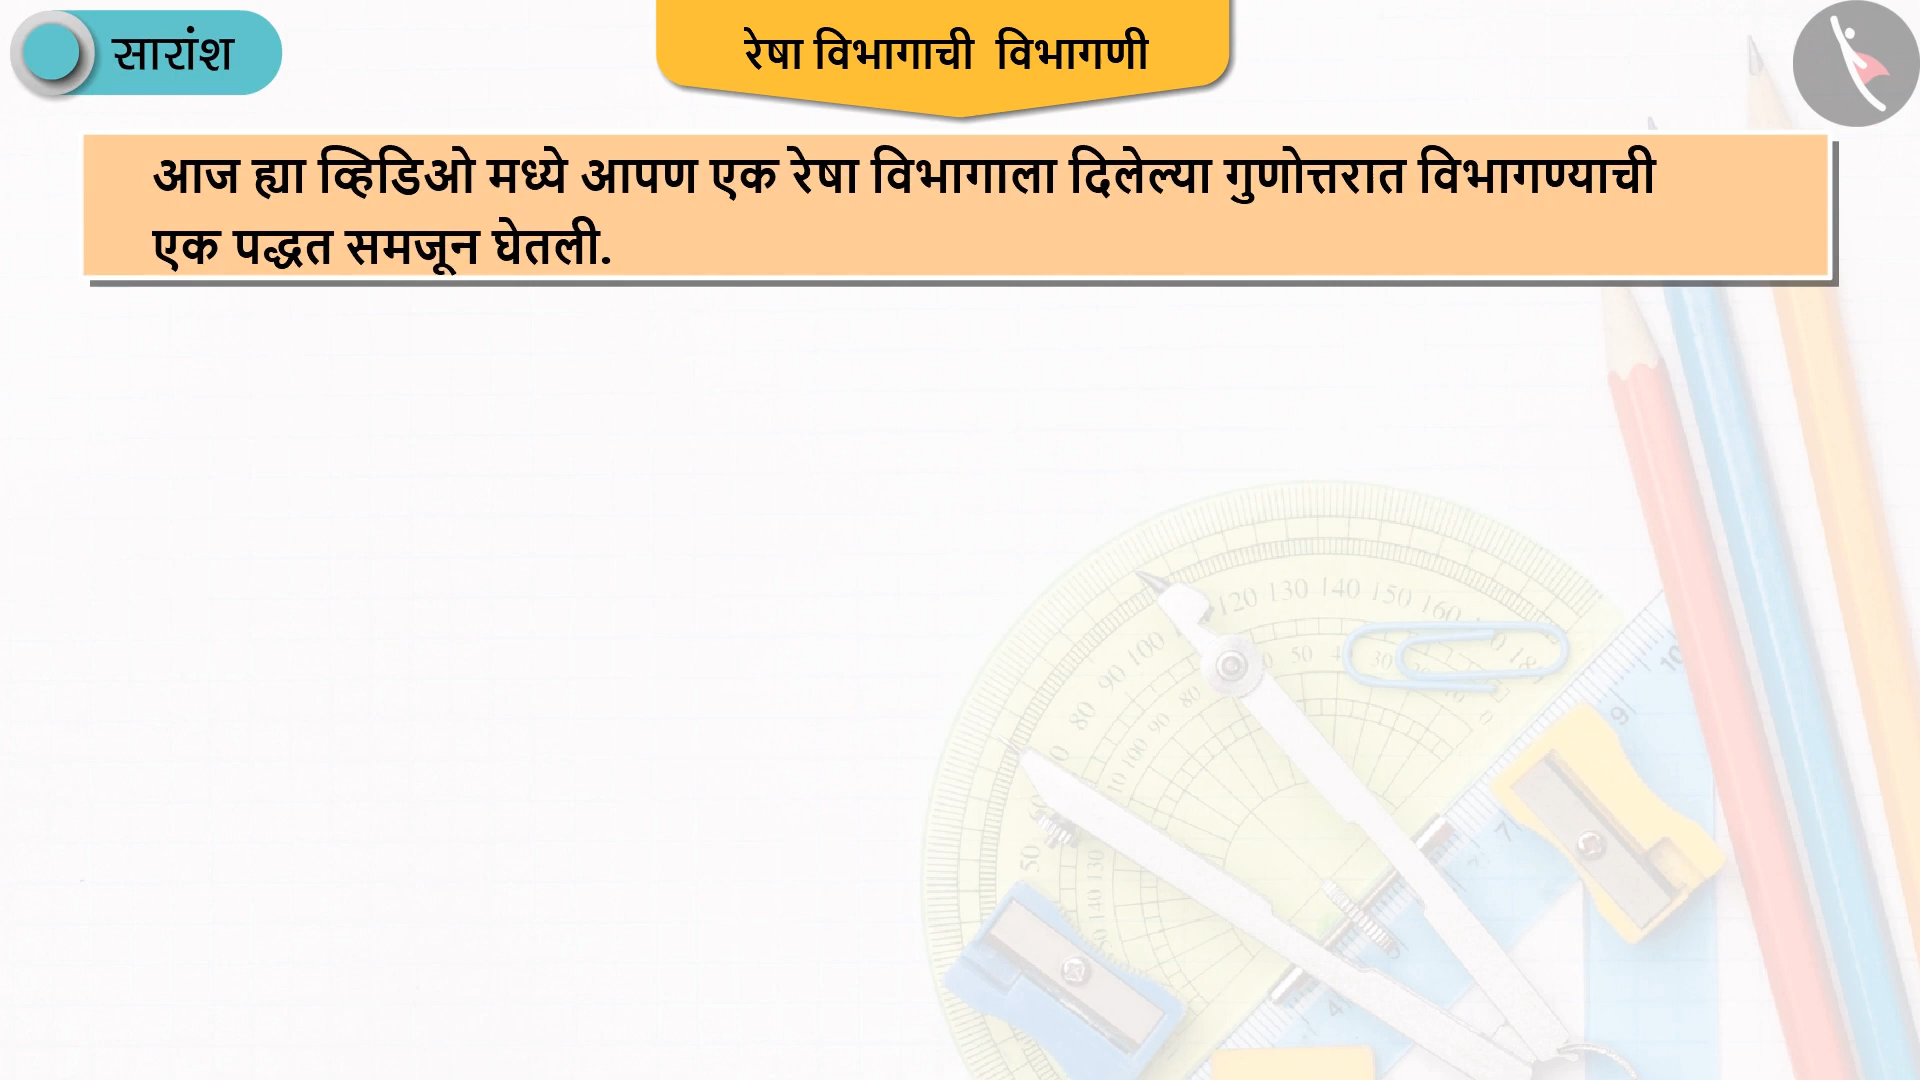 सारांश
रेषा विभागाची विभागणी
आज ह्या व्हिडिओ मध्ये आपण एक रेषा विभागाला दिलेल्या गुणोत्तरात विभागण्याची
एक पद्धत समजून घेतली.